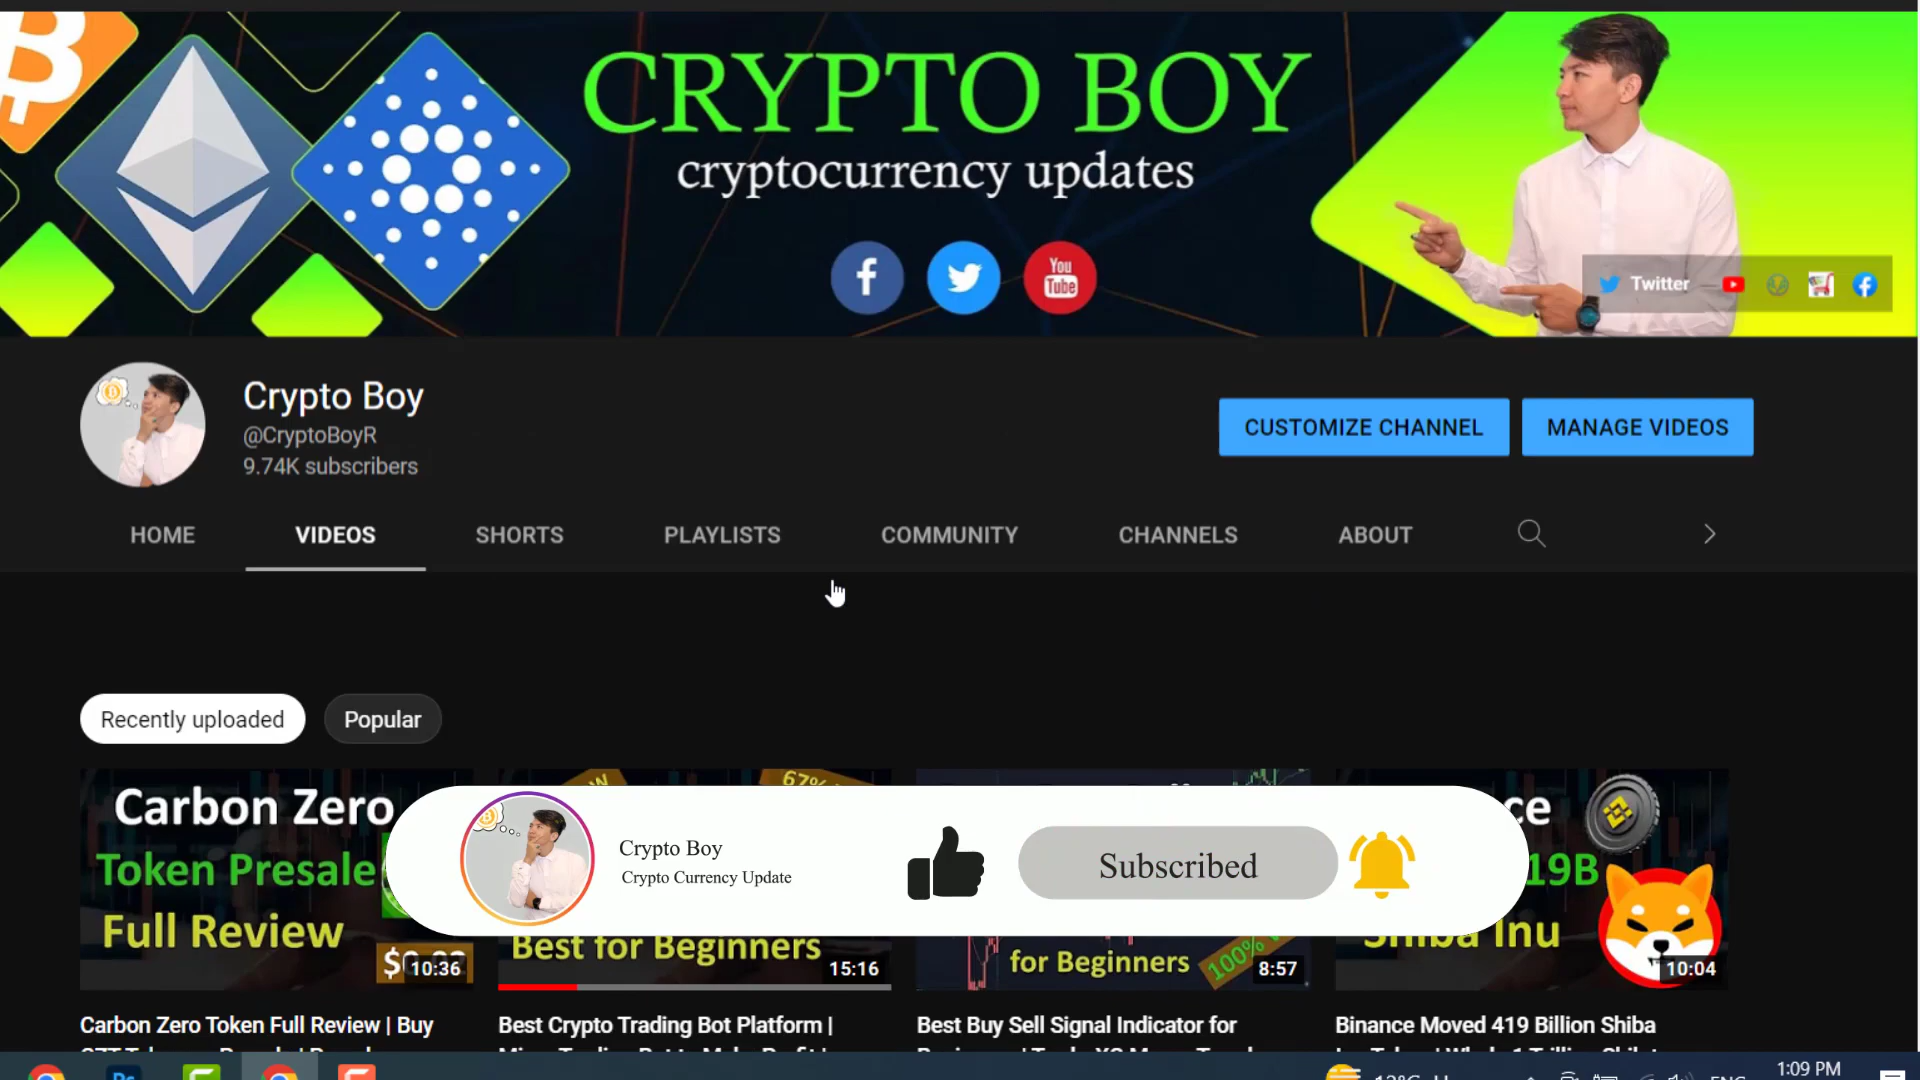 CRYPTO BOY
cryptocurrency updates
You
Tube
Twitter
Crypto Boy
@CryptoBoyR
9.74K subscribers
CUSTOMIZE CHANNEL
MANAGE VIDEOS
HOME
VIDEOS
SHORTS
PLAYLISTS
COMMUNITY
CHANNELS
ABOUT
Recently uploaded
Popular
Carbon Zero
Token Presale
Full Review
10:36
67%
Best for Beginners
15:16
for Beginners
100%
8:57
ce
19B
Shiba Inu
10:04
Crypto Boy
Crypto Currency Update
Subscribed
Carbon Zero Token Full Review | Buy
Best Crypto Trading Bot Platform |
Best Buy Sell Signal Indicator for
Binance Moved 419 Billion Shiba
1:09 PM